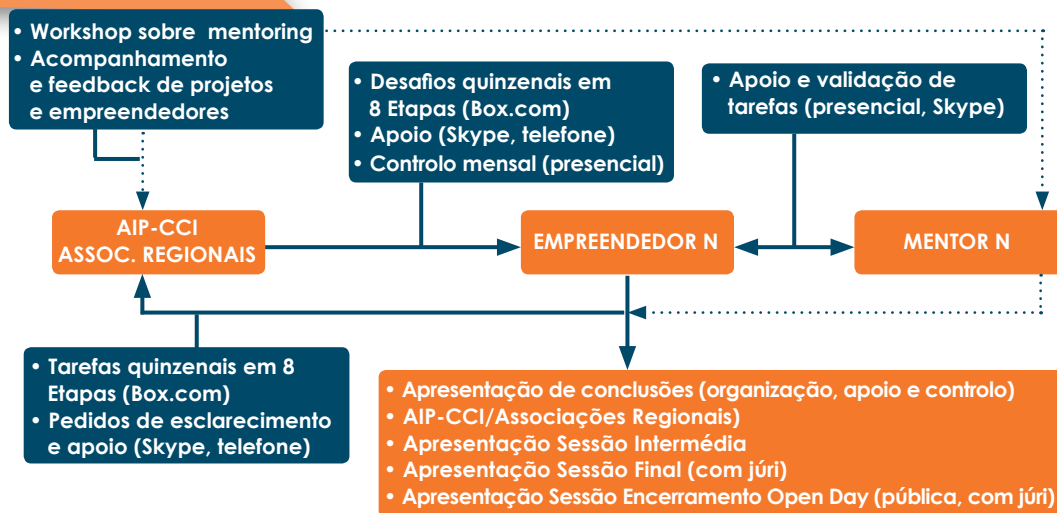 • Workshop sobre mentoring
• Acompanhamento
e feedback de projetos
e empreendedores
• Desafios quinzenais em
8 Etapas (Box.com)
• Apoio (Skype, telefone)
• Controlo mensal (presencial)
• Apoio e validação de
tarefas (presencial, Skype)
AIP-CCI
ASSOC. REGIONAIS
EMPREENDEDOR N
MENTOR N
• Tarefas quinzenais em 8
Etapas (Box.com)
• Pedidos de esclarecimento
e apoio (Skype, telefone)
• Apresentação de conclusões (organização, apoio e controlo)
• AIP-CCI/Associações Regionais)
• Apresentação Sessão Intermédia
• Apresentação Sessão Final (com júri)
• Apresentação Sessão Encerramento Open Day (pública, com júri)